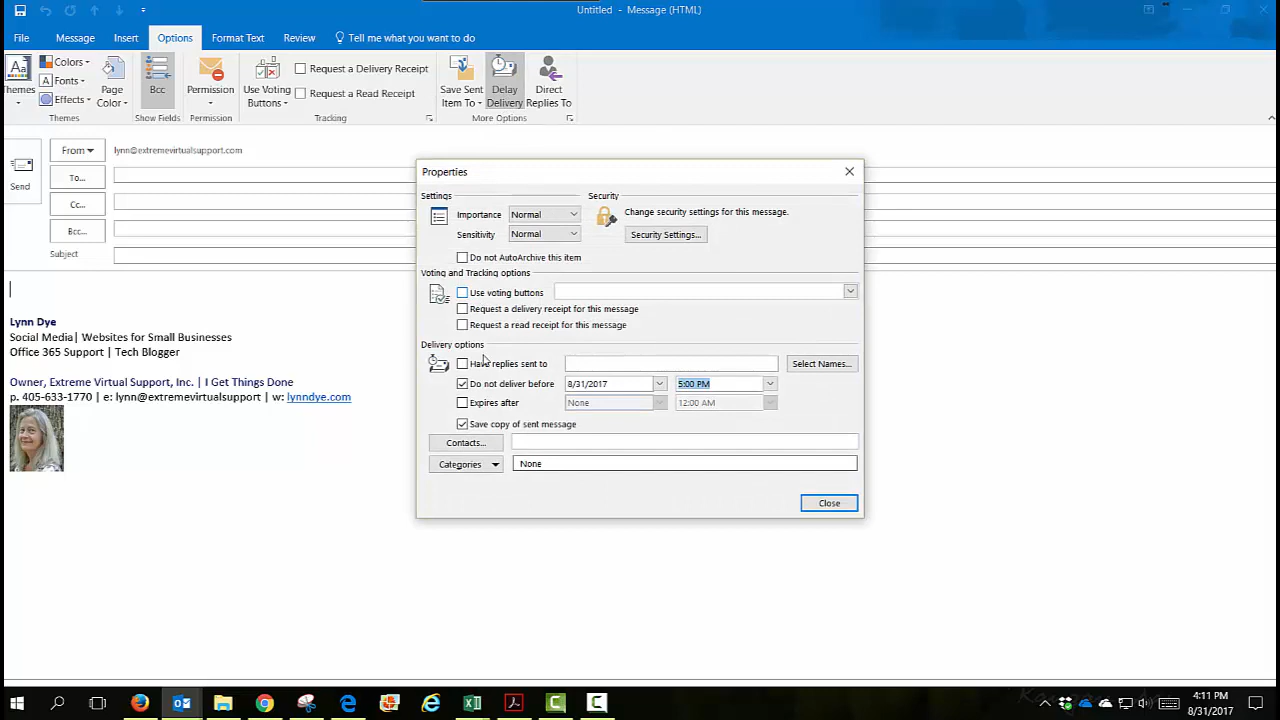 Untitled - Message (HTML)
File Message Insert Options Format Text Review Tell me what you want to do
Themes
Colors
Fonts
Effects
Page Color
Themes
Bcc
Show Fields
Permission
Permission
Use Voting Buttons
Request a Delivery Receipt
Request a Read Receipt
Tracking
Save Sent Item To
Delay Delivery
Direct Replies To
More Options
Send
From
lynn@extremevirtualsupport.com
To...
Cc...
Bcc...
Subject
Lynn Dye
Social Media| Websites for Small Businesses
Office 365 Support | Tech Blogger
Owner, Extreme Virtual Support, Inc. | I Get Things Done
p. 405-633-1770 | e: lynn@extremevirtualsupport | w: lynndye.com
Properties
Settings
Importance Normal
Sensitivity Normal
Do not AutoArchive this item
Security
Change security settings for this message.
Security Settings...
Voting and Tracking options
Use voting buttons
Request a delivery receipt for this message
Request a read receipt for this message
Delivery options
Have replies sent to
Select Names...
Do not deliver before 8/31/2017 5:00 PM
Expires after None 12:00 AM
Save copy of sent message
Contacts...
Categories None
Close
4:11 PM
8/31/2017